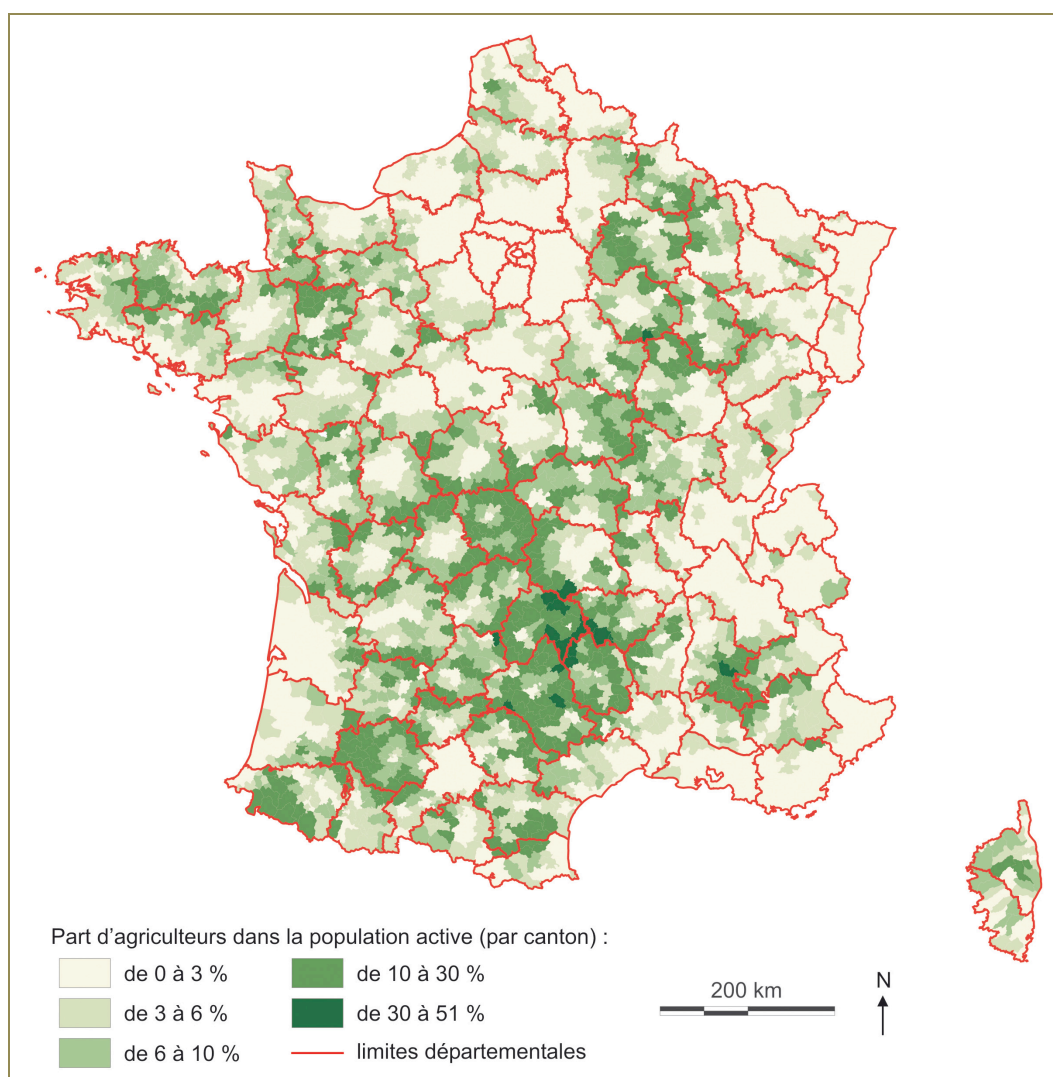 Part d’agriculteurs dans la population active (par canton) :
de 0 à 3 %
de 3 à 6 %
de 6 à 10 %
de 10 à 30 %
de 30 à 51 %
limites départementales
200 km
N